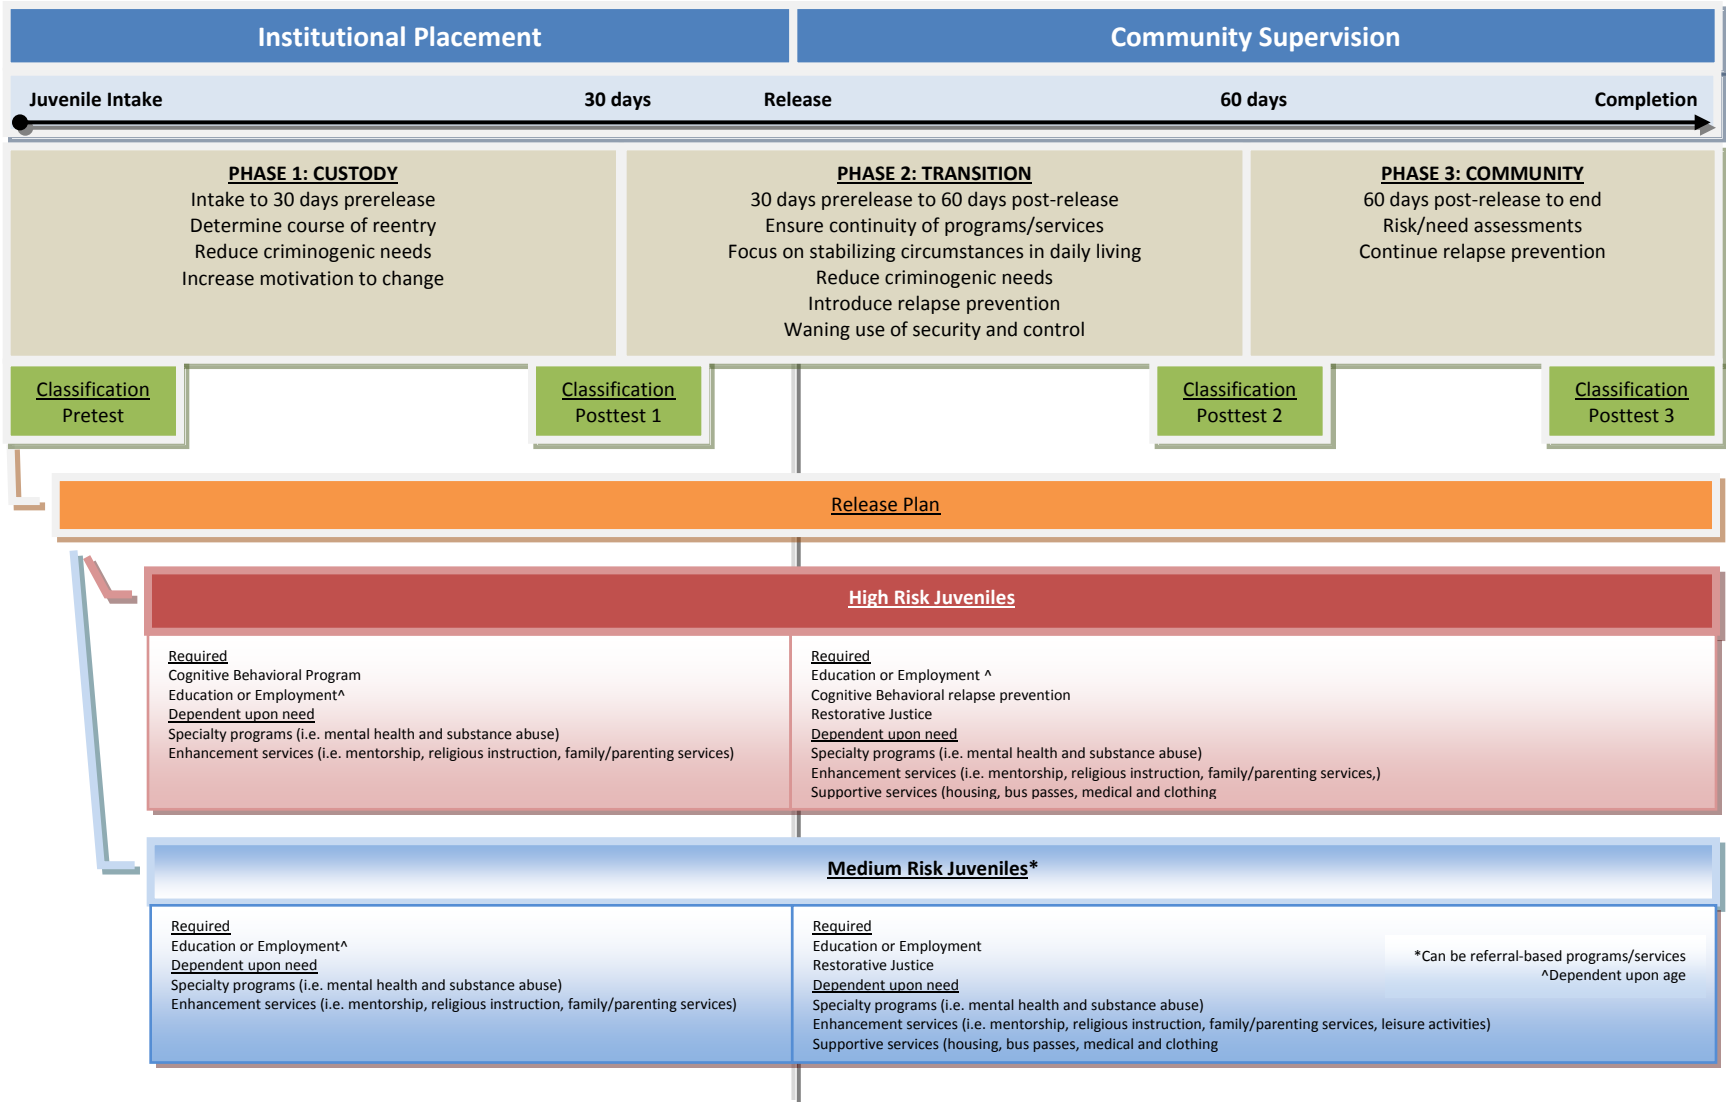 Institutional Placement
Community Supervision
Juvenile Intake
30 days
Release
60 days
Completion
PHASE 1: CUSTODY
Intake to 30 days prerelease
Determine course of reentry
Reduce criminogenic needs
Increase motivation to change
PHASE 2: TRANSITION
30 days prerelease to 60 days post-release
Ensure continuity of programs/services
Focus on stabilizing circumstances in daily living
Reduce criminogenic needs
Introduce relapse prevention
Waning use of security and control
PHASE 3: COMMUNITY
60 days post-release to end
Risk/need assessments
Continue relapse prevention
Classification
Pretest
Classification
Posttest 1
Classification
Posttest 2
Classification
Posttest 3
Release Plan
High Risk Juveniles
Required
Cognitive Behavioral Program
Education or Employment^
Dependent upon need
Specialty programs (i.e. mental health and substance abuse)
Enhancement services (i.e. mentorship, religious instruction, family/parenting services)
Required
Education or Employment ^
Cognitive Behavioral relapse prevention
Restorative Justice
Dependent upon need
Specialty programs (i.e. mental health and substance abuse)
Enhancement services (i.e. mentorship, religious instruction, family/parenting services,)
Supportive services (housing, bus passes, medical and clothing
Medium Risk Juveniles*
Required
Education or Employment^
Dependent upon need
Specialty programs (i.e. mental health and substance abuse)
Enhancement services (i.e. mentorship, religious instruction, family/parenting services)
Required
Education or Employment
Restorative Justice
Dependent upon need
Specialty programs (i.e. mental health and substance abuse)
Enhancement services (i.e. mentorship, religious instruction, family/parenting services, leisure activities)
Supportive services (housing, bus passes, medical and clothing
*Can be referral-based programs/services
^Dependent upon age